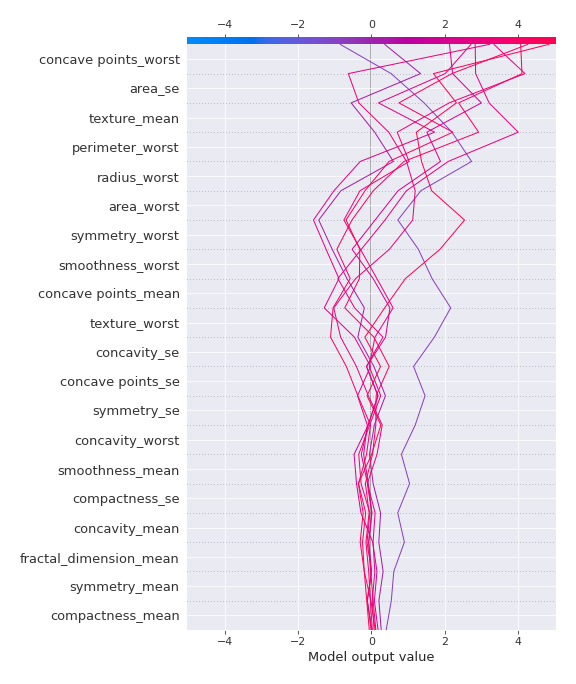 −4 −2 0 2 4
concave points_worst
area_se
texture_mean
perimeter_worst
radius_worst
area_worst
symmetry_worst
smoothness_worst
concave points_mean
texture_worst
concavity_se
concave points_se
symmetry_se
concavity_worst
smoothness_mean
compactness_se
concavity_mean
fractal_dimension_mean
symmetry_mean
compactness_mean
−4 −2 0 2 4
Model output value